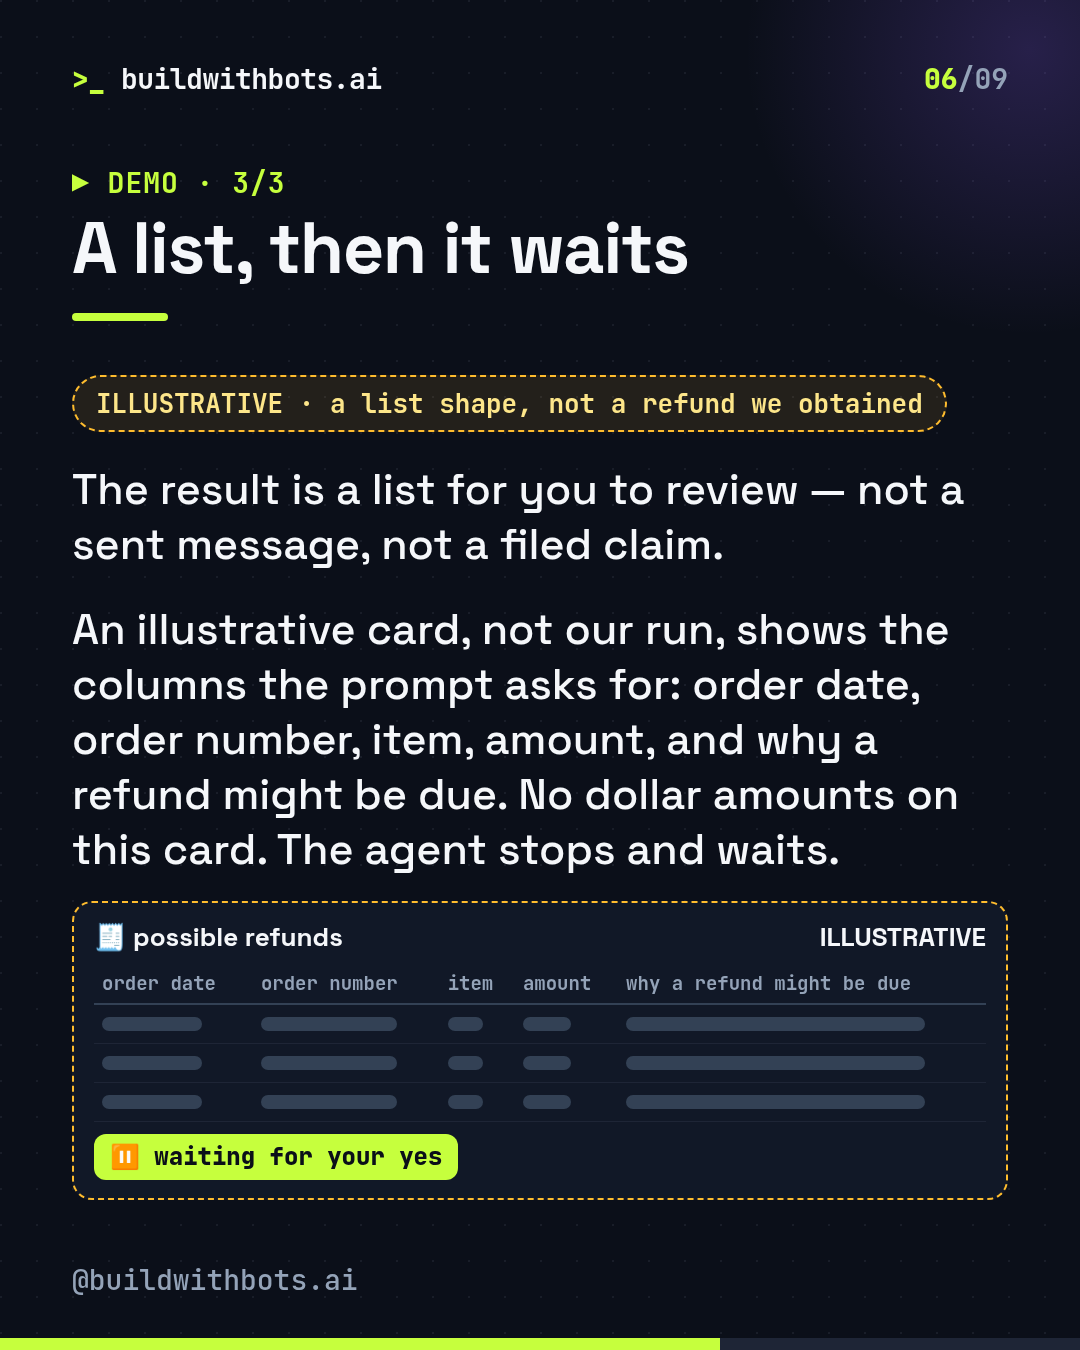 >_ buildwithbots.ai
06/09
▶ DEMO · 3/3
A list, then it waits
ILLUSTRATIVE · a list shape, not a refund we obtained
The result is a list for you to review — not a
sent message, not a filed claim.
An illustrative card, not our run, shows the
columns the prompt asks for: order date,
order number, item, amount, and why a
refund might be due. No dollar amounts on
this card. The agent stops and waits.
🧾 possible refunds
ILLUSTRATIVE
order date order number item amount why a refund might be due
⏸️ waiting for your yes
@buildwithbots.ai